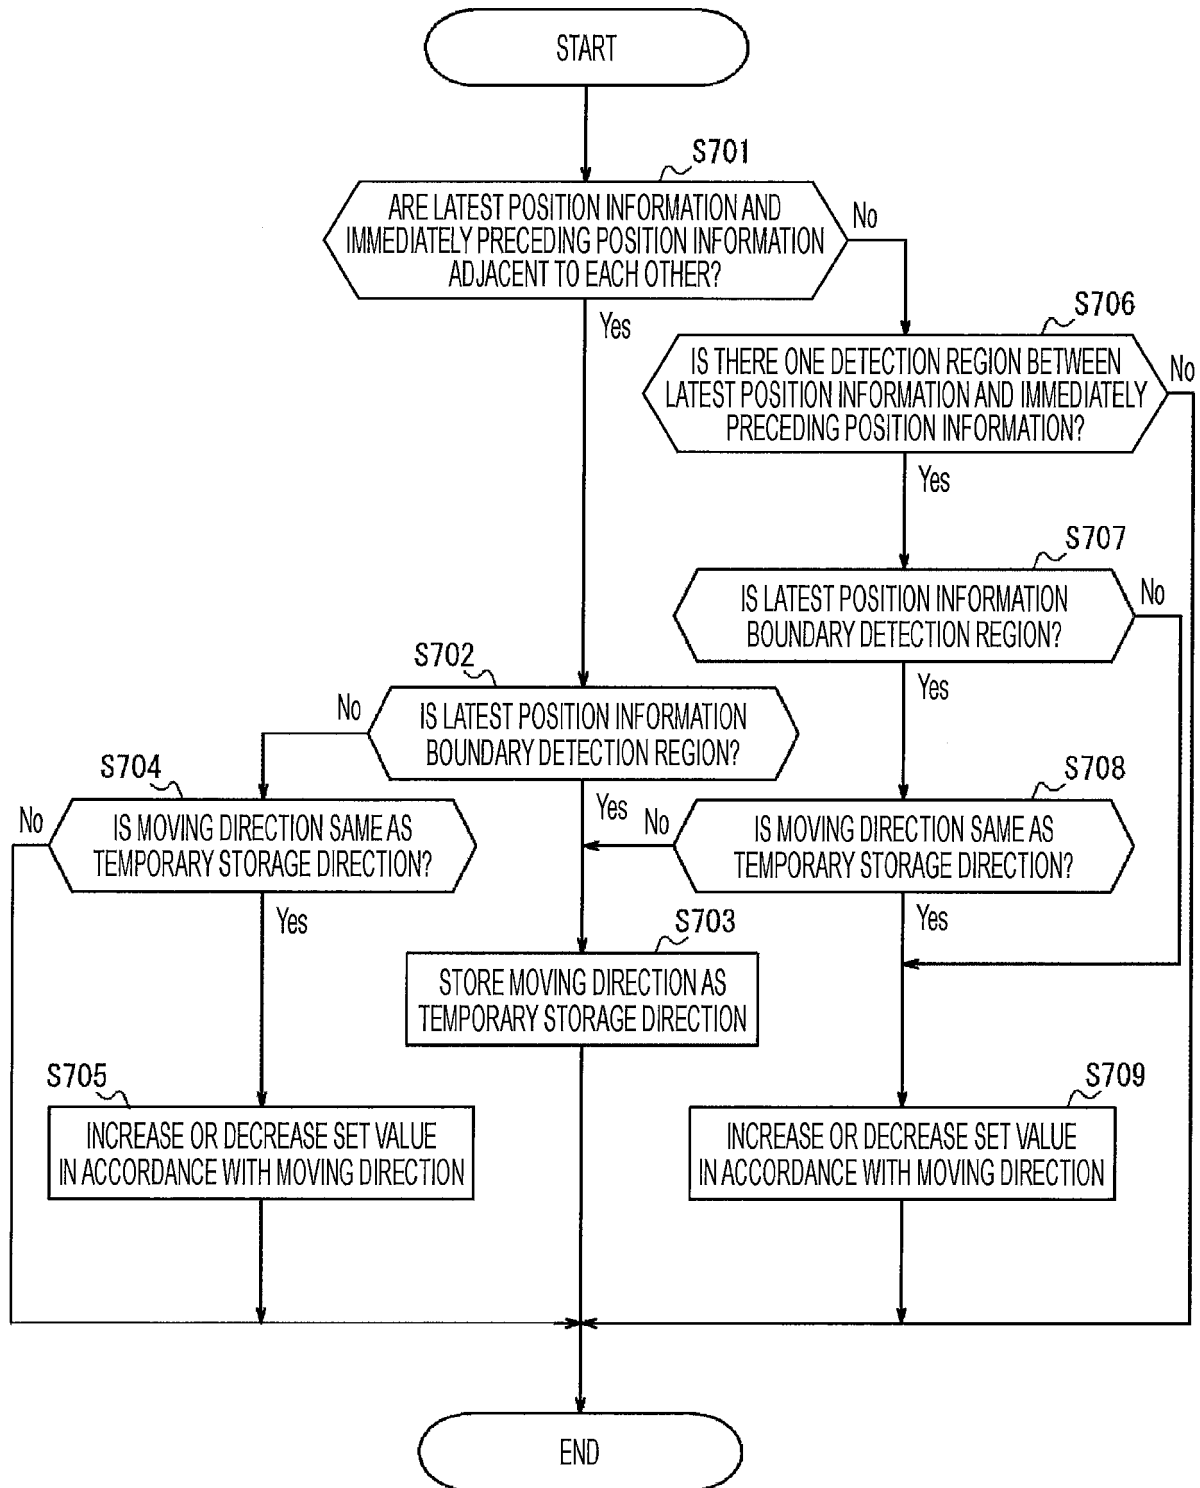 START
S701
ARE LATEST POSITION INFORMATION AND
IMMEDIATELY PRECEDING POSITION INFORMATION
ADJACENT TO EACH OTHER?
No
Yes
S706
IS THERE ONE DETECTION REGION BETWEEN
LATEST POSITION INFORMATION AND IMMEDIATELY
PRECEDING POSITION INFORMATION?
No
Yes
S707
IS LATEST POSITION INFORMATION
BOUNDARY DETECTION REGION?
No
Yes
S702
IS LATEST POSITION INFORMATION
BOUNDARY DETECTION REGION?
No
Yes
S704
IS MOVING DIRECTION SAME AS
TEMPORARY STORAGE DIRECTION?
No
Yes
S708
IS MOVING DIRECTION SAME AS
TEMPORARY STORAGE DIRECTION?
No
Yes
S703
STORE MOVING DIRECTION AS
TEMPORARY STORAGE DIRECTION
S705
INCREASE OR DECREASE SET VALUE
IN ACCORDANCE WITH MOVING DIRECTION
S709
INCREASE OR DECREASE SET VALUE
IN ACCORDANCE WITH MOVING DIRECTION
END